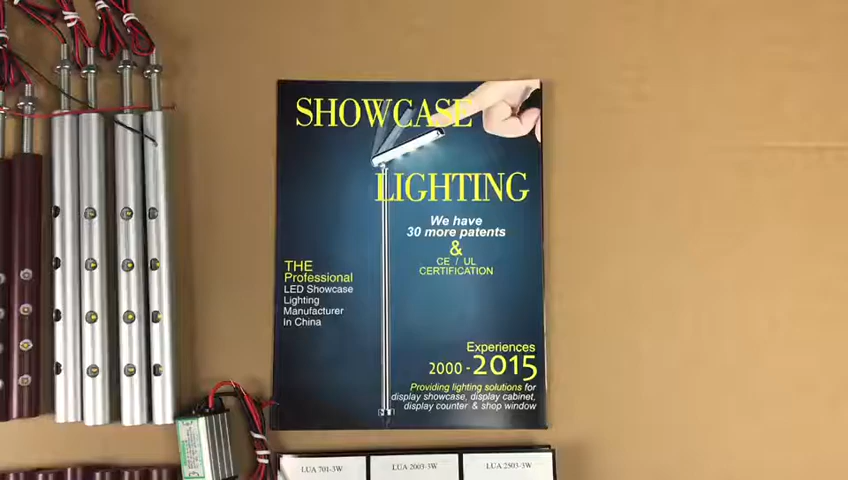 SHOWCASE
LIGHTING
We have
30 more patents
&
CE / UL
CERTIFICATION
THE
Professional
LED Showcase
Lighting
Manufacturer
In China
Experiences
2000 - 2015
Providing lighting solutions for
display showcase, display cabinet,
display counter & shop window
LUA 701-3W
LUA 2003-3W
LUA 2503-3W